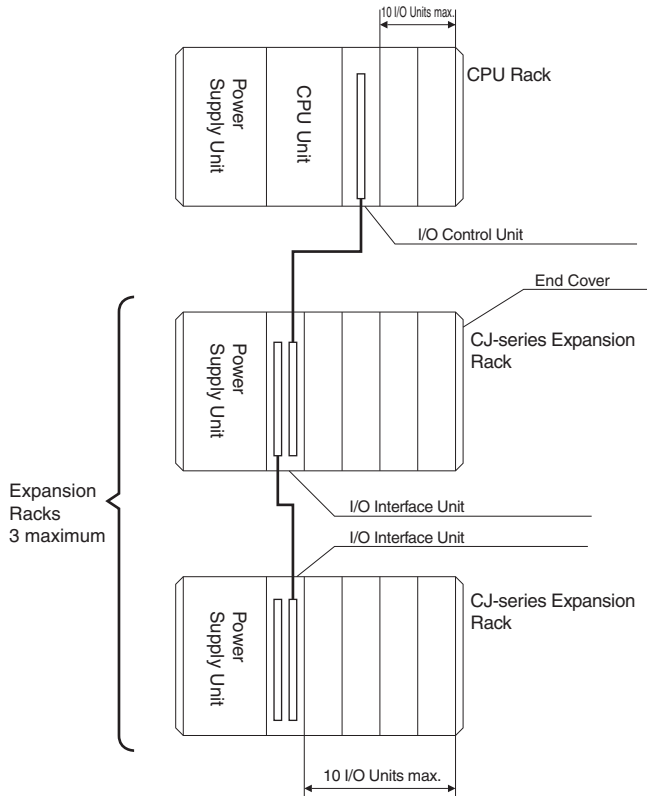 10 I/O Units max.
CPU Rack
Power
Supply Unit
CPU Unit
I/O Control Unit
End Cover
CJ-series Expansion
Rack
Power
Supply Unit
Expansion
Racks
3 maximum
I/O Interface Unit
I/O Interface Unit
CJ-series Expansion
Rack
Power
Supply Unit
10 I/O Units max.